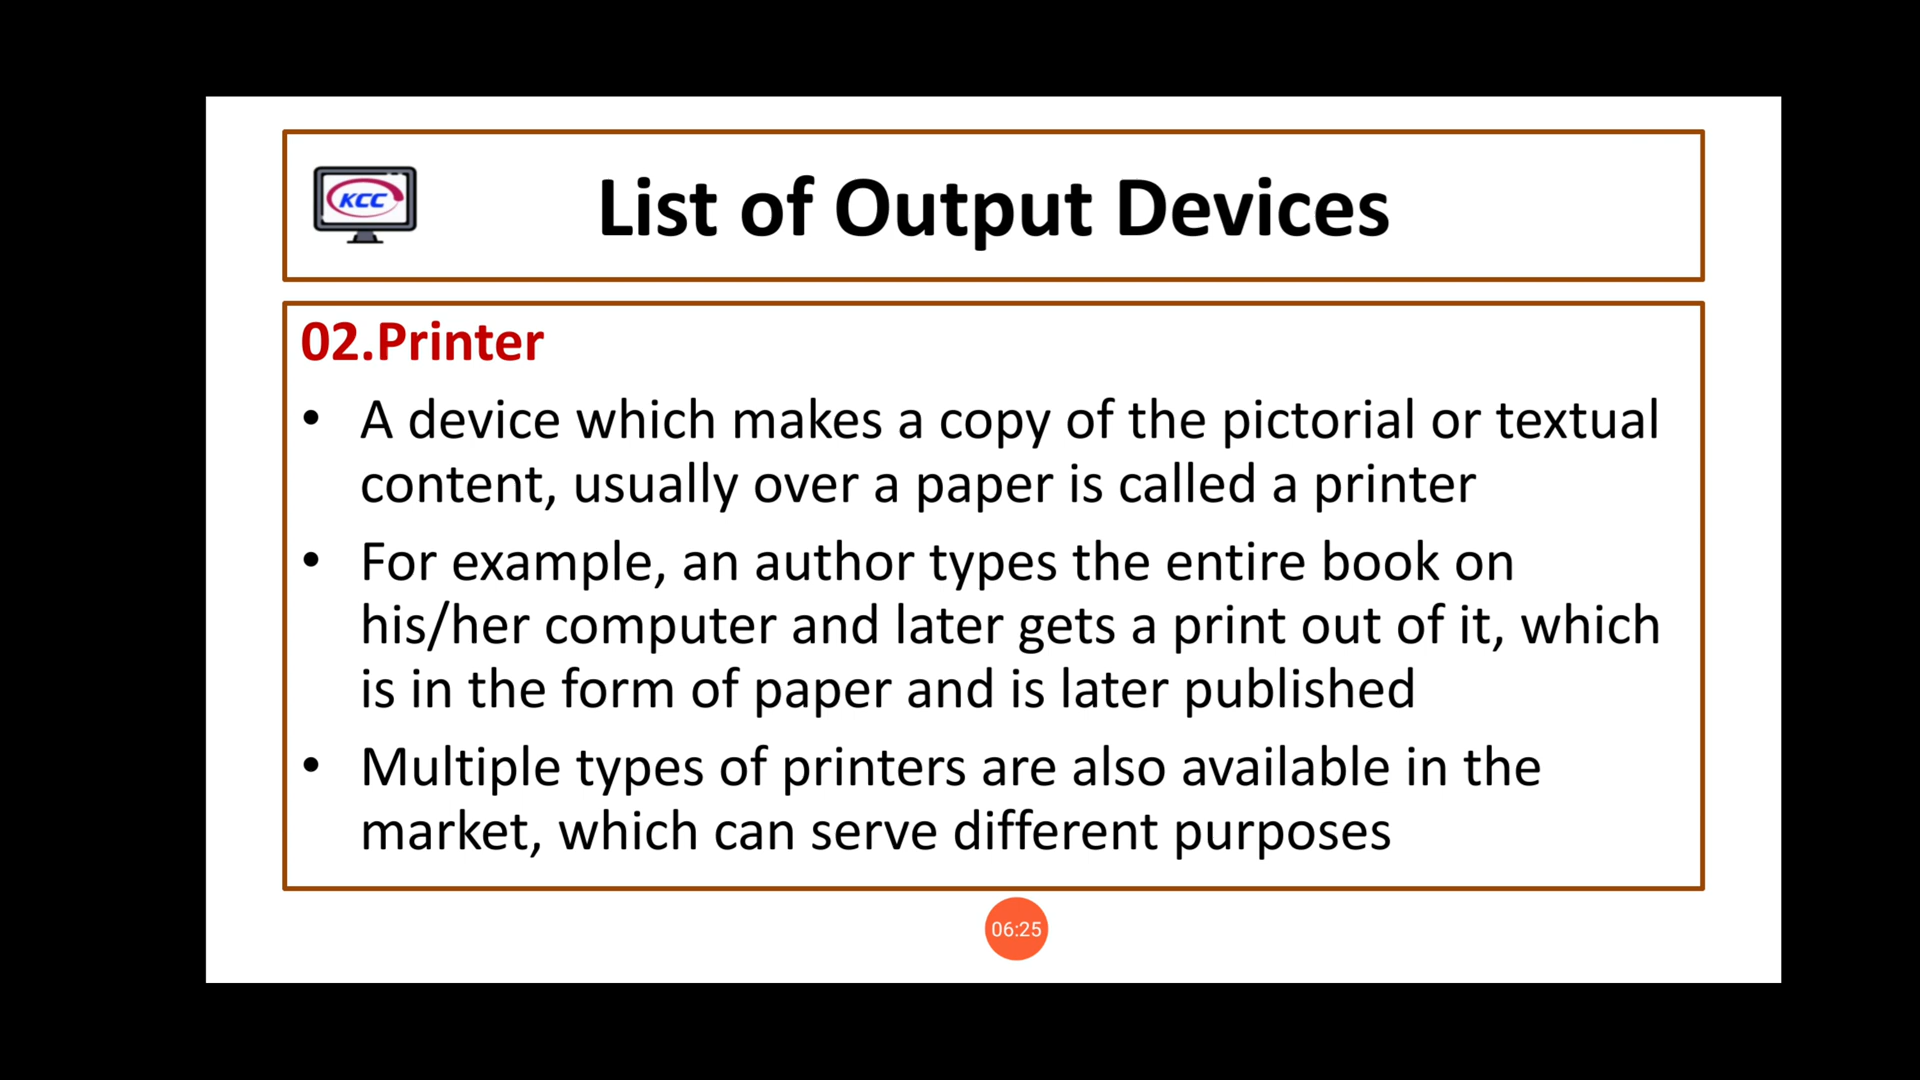 KCC
List of Output Devices
02.Printer
• A device which makes a copy of the pictorial or textual
content, usually over a paper is called a printer
• For example, an author types the entire book on
his/her computer and later gets a print out of it, which
is in the form of paper and is later published
• Multiple types of printers are also available in the
market, which can serve different purposes
06:25